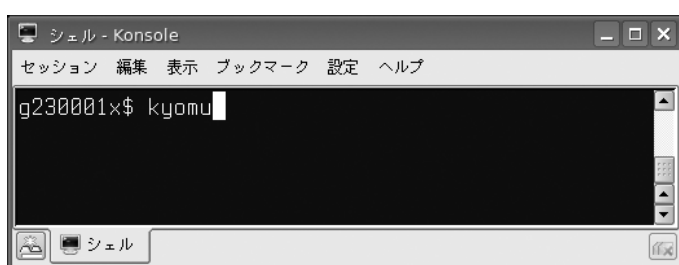 シェル - Konsole
セッション 編集 表示 ブックマーク 設定 ヘルプ
g230001x$ kyomu
シェル